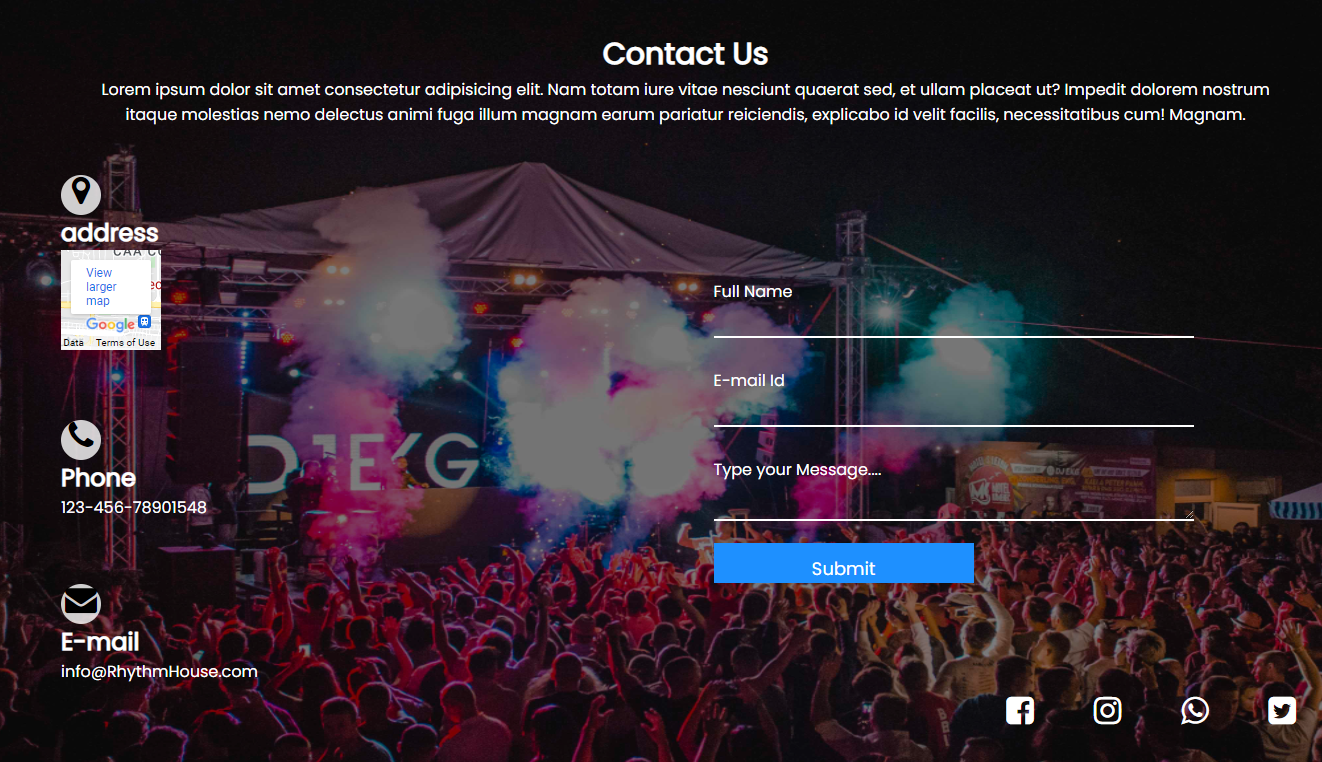 Contact Us
Lorem ipsum dolor sit amet consectetur adipisicing elit. Nam totam iure vitae nesciunt quaerat sed, et ullam placeat ut? Impedit dolorem nostrum
itaque molestias nemo delectus animi fuga illum magnam earum pariatur reiciendis, explicabo id velit facilis, necessitatibus cum! Magnam.
address
CAA
View
larger
map
Google
Data Terms of Use
Full Name
E-mail Id
Type your Message....
Phone
123-456-78901548
Submit
E-mail
info@RhythmHouse.com